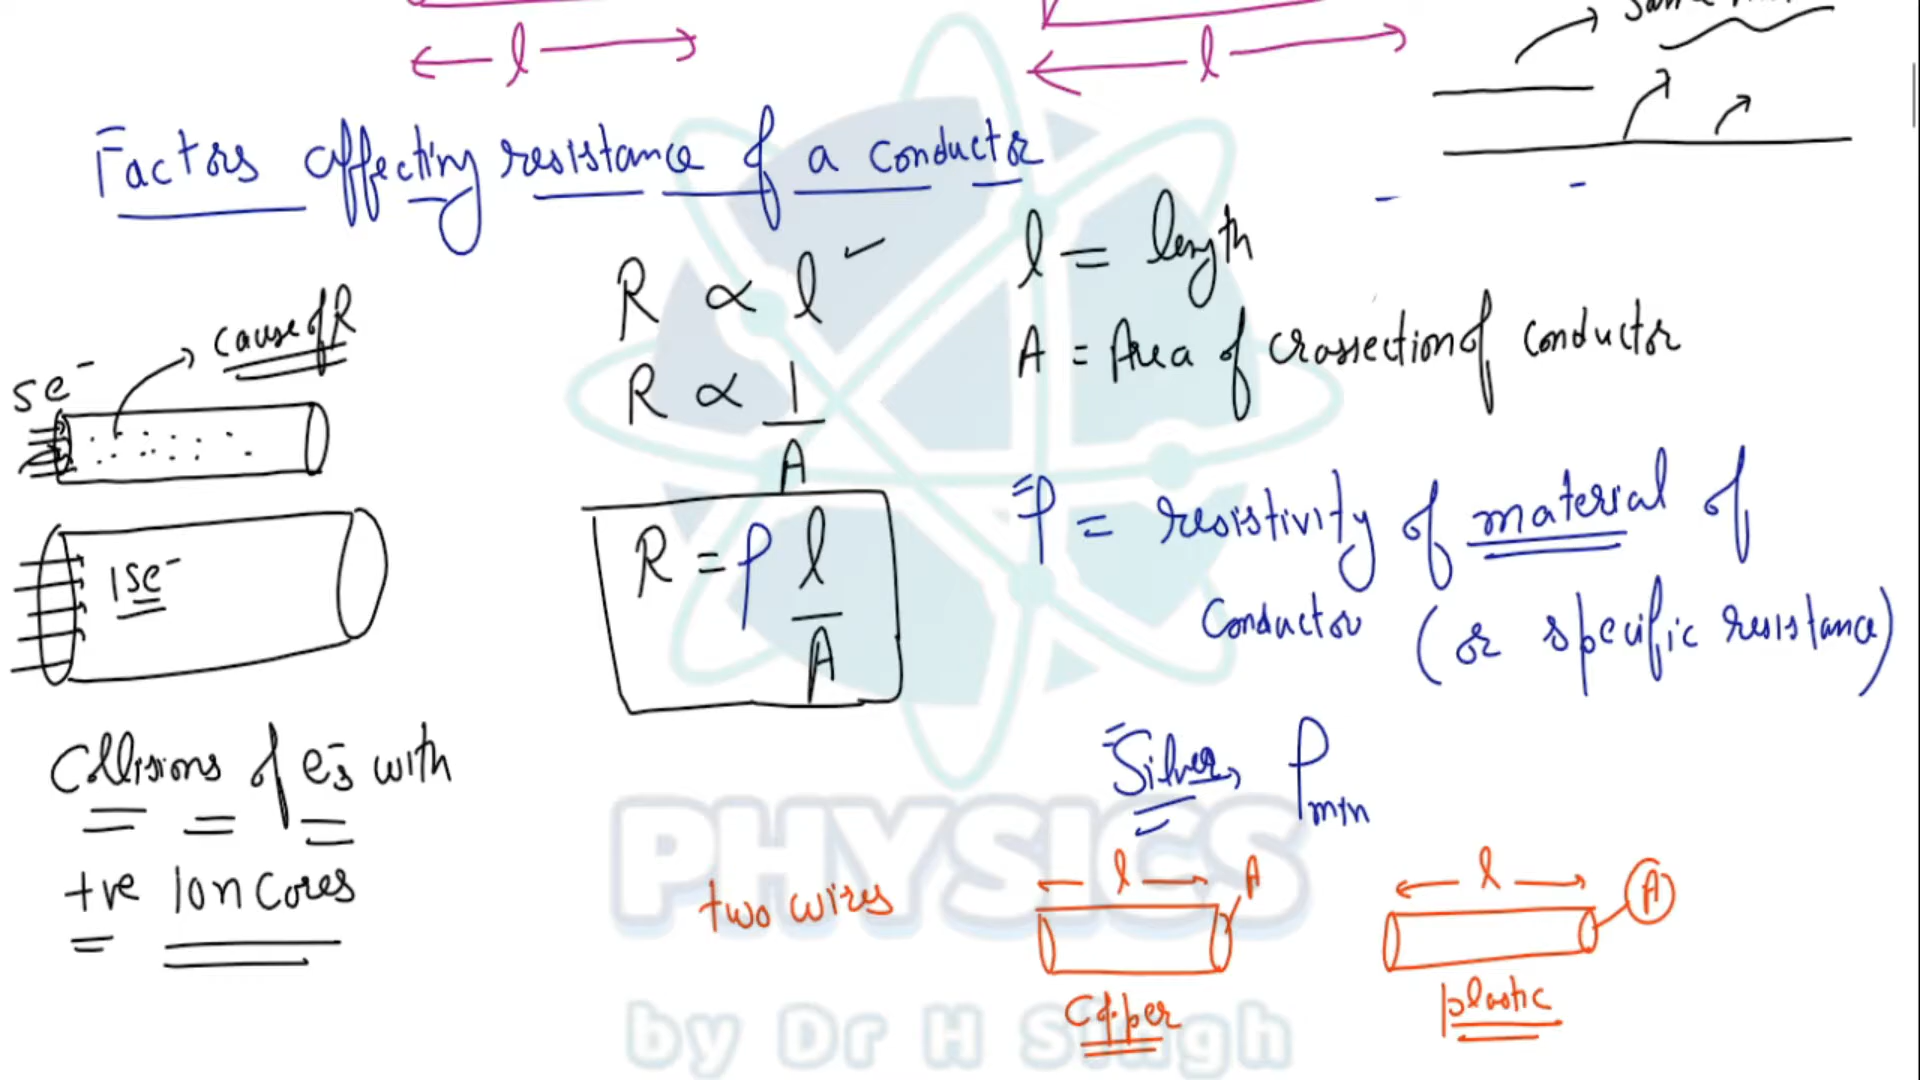 l
l
Factors affecting resistance of a conductor
R ∝ l
l = length
cause of R
A = Area of crossection of conductor
5e⁻
R ∝ 1/A
ρ = resistivity of material of
conductor (or specific resistance)
R = ρ l/A
15e⁻
Collisions of e⁻s with
+ve Ion Cores
Silver, ρmin
two wires
l A
l A
Copper
plastic
PHYSICS
by Dr H Singh